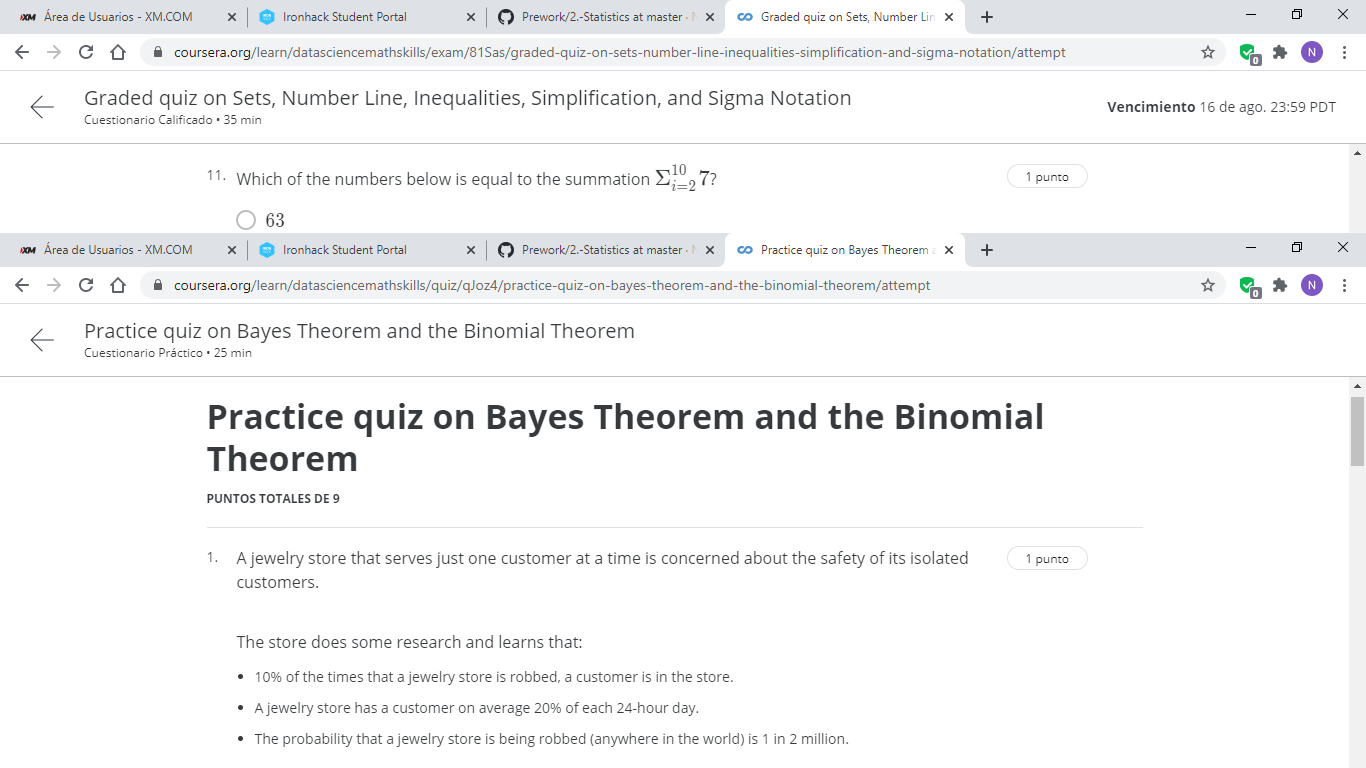 XM Área de Usuarios - XM.COM
Ironhack Student Portal
Prework/2.-Statistics at master ·
Graded quiz on Sets, Number Lin
coursera.org/learn/datasciencemathskills/exam/81Sas/graded-quiz-on-sets-number-line-inequalities-simplification-and-sigma-notation/attempt
0
N
Graded quiz on Sets, Number Line, Inequalities, Simplification, and Sigma Notation
Cuestionario Calificado • 35 min
Vencimiento 16 de ago. 23:59 PDT
11. Which of the numbers below is equal to the summation Σ_{i=2}^{10} 7?
1 punto
63
XM Área de Usuarios - XM.COM
Ironhack Student Portal
Prework/2.-Statistics at master ·
Practice quiz on Bayes Theorem a
coursera.org/learn/datasciencemathskills/quiz/qJoz4/practice-quiz-on-bayes-theorem-and-the-binomial-theorem/attempt
0
N
Practice quiz on Bayes Theorem and the Binomial Theorem
Cuestionario Práctico • 25 min
Practice quiz on Bayes Theorem and the Binomial
Theorem
PUNTOS TOTALES DE 9
1. A jewelry store that serves just one customer at a time is concerned about the safety of its isolated
customers.
1 punto
The store does some research and learns that:
• 10% of the times that a jewelry store is robbed, a customer is in the store.
• A jewelry store has a customer on average 20% of each 24-hour day.
• The probability that a jewelry store is being robbed (anywhere in the world) is 1 in 2 million.